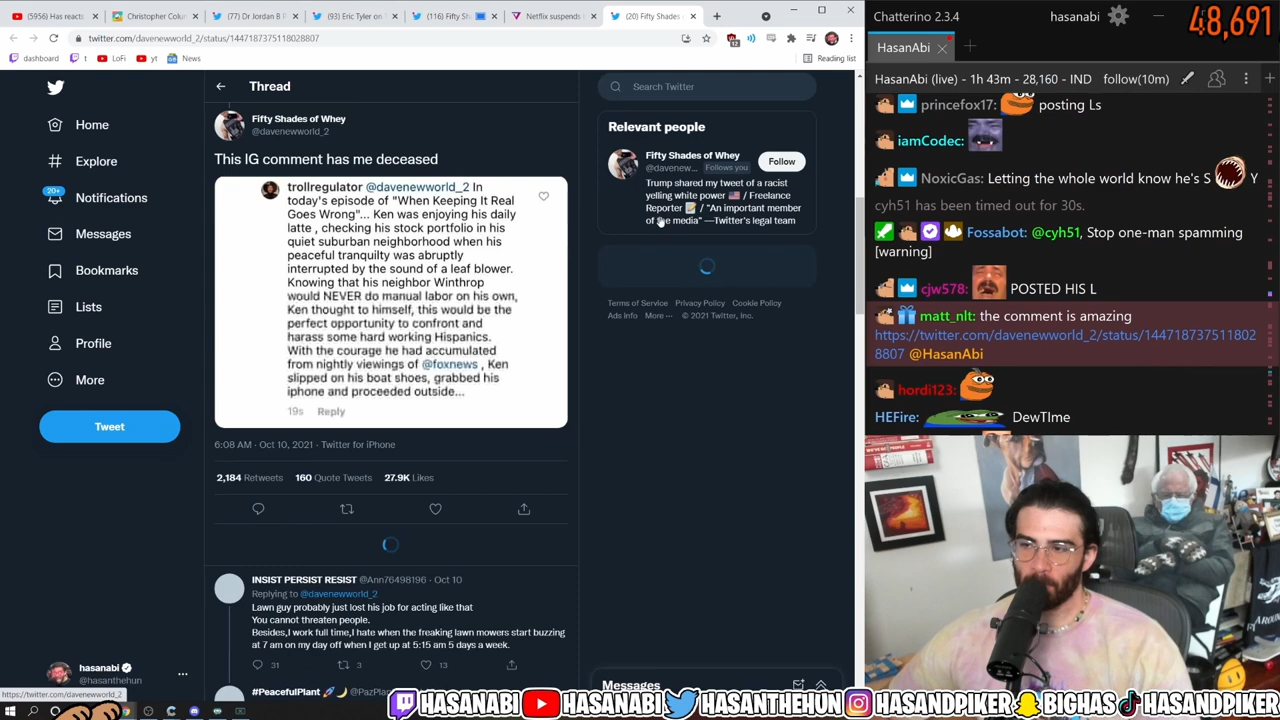 (5956) Has reacts
Christopher Colu
(77) Dr Jordan B P
(93) Eric Tyler on
(116) Fifty Sh
Netflix suspends
(20) Fifty Shades
twitter.com/davenewworld_2/status/1447187375118028807
dashboard
t
LoFi
yt
News
Reading list
Thread
Home
Explore
20+
Notifications
Messages
Bookmarks
Lists
Profile
More
Tweet
hasanabi
@hasanthehun
https://twitter.com/davenewworld_2
Fifty Shades of Whey
@davenewworld_2
This IG comment has me deceased
trollregulator @davenewworld_2 In
today's episode of "When Keeping It Real
Goes Wrong"... Ken was enjoying his daily
latte , checking his stock portfolio in his
quiet suburban neighborhood when his
peaceful tranquility was abruptly
interrupted by the sound of a leaf blower.
Knowing that his neighbor Winthrop
would NEVER do manual labor on his own,
Ken thought to himself, this would be the
perfect opportunity to confront and
harass some hard working Hispanics.
With the courage he had accumulated
from nightly viewings of @foxnews , Ken
slipped on his boat shoes, grabbed his
iphone and proceeded outside...
19s Reply
6:08 AM · Oct 10, 2021 · Twitter for iPhone
2,184 Retweets 160 Quote Tweets 27.9K Likes
INSIST PERSIST RESIST @Ann76498196 · Oct 10
Replying to @davenewworld_2
Lawn guy probably just lost his job for acting like that
You cannot threaten people.
Besides,I work full time,I hate when the freaking lawn mowers start buzzing
at 7 am on my day off when I get up at 5:15 am 5 days a week.
31 3 13
#PeacefulPlant
Search Twitter
Relevant people
Fifty Shades of Whey
@davenew... Follows you
Follow
Trump shared my tweet of a racist
yelling white power / Freelance
Reporter / "An important member
of the media" —Twitter's legal team
Terms of Service Privacy Policy Cookie Policy
Ads info More ··· © 2021 Twitter, Inc.
Messages
Chatterino 2.3.4
hasanabi
48,691
HasanAbi
HasanAbi (live) - 1h 43m - 28,160 - IND follow(10m)
princefox17: posting Ls
iamCodec:
NoxicGas: Letting the whole world know he's S Y
cyh51 has been timed out for 30s.
Fossabot: @cyh51, Stop one-man spamming
[warning]
cjw578: POSTED HIS L
matt_nlt: the comment is amazing
https://twitter.com/davenewworld_2/status/144718737511802
8807 @HasanAbi
hordi123:
HEFire: DewTIme
HASANABI HASANABI HASANTHEHUN HASANDPIKER BIGHAS HASANDPIKER